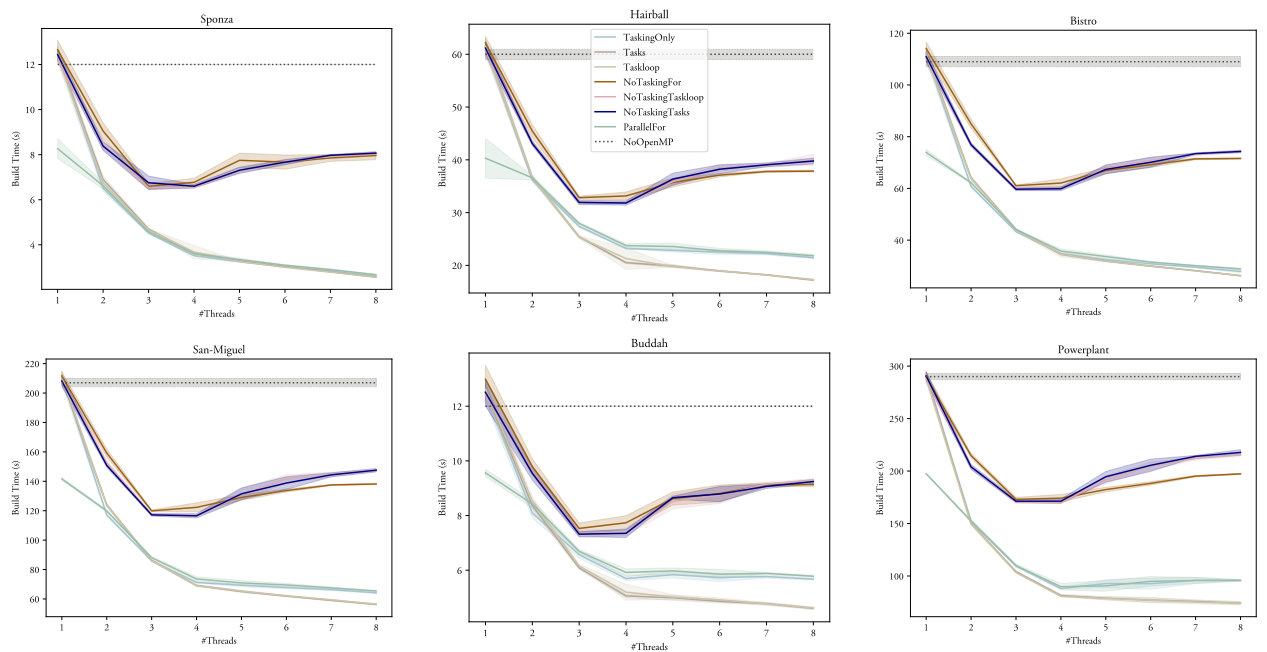 Sponza
Build Time (s)
12
10
8
6
4
1 2 3 4 5 6 7 8
#Threads
Hairball
Build Time (s)
60
50
40
30
20
TaskingOnly
Tasks
Taskloop
NoTaskingFor
NoTaskingTaskloop
NoTaskingTasks
ParallelFor
NoOpenMP
1 2 3 4 5 6 7 8
#Threads
Bistro
Build Time (s)
120
100
80
60
40
1 2 3 4 5 6 7 8
#Threads
San-Miguel
Build Time (s)
220
200
180
160
140
120
100
80
60
1 2 3 4 5 6 7 8
#Threads
Buddah
Build Time (s)
12
10
8
6
1 2 3 4 5 6 7 8
#Threads
Powerplant
Build Time (s)
300
250
200
150
100
1 2 3 4 5 6 7 8
#Threads